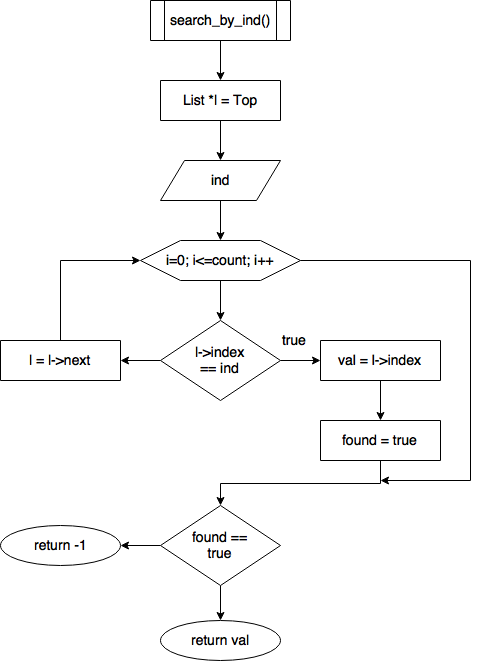 search_by_ind()
List *l = Top
ind
i=0; i<=count; i++
l->index
== ind
true
l = l->next
val = l->index
found = true
found ==
true
return -1
return val